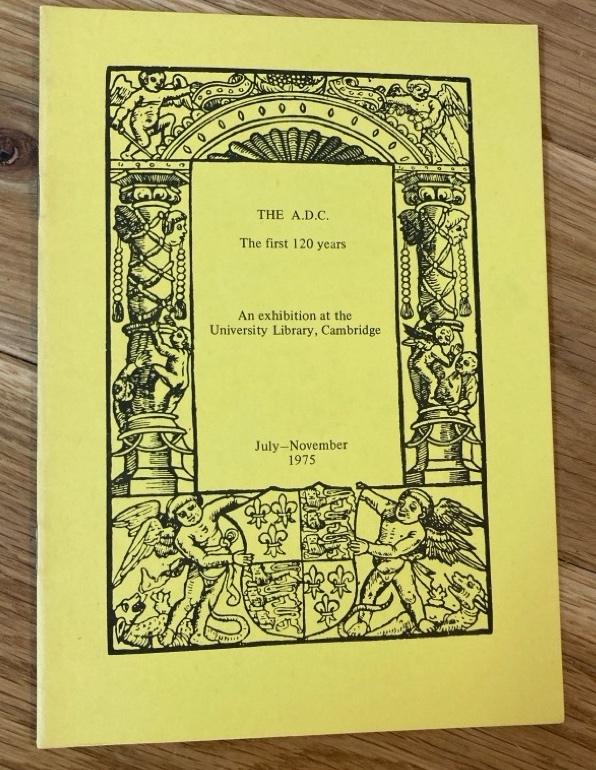 THE A.D.C.
The first 120 years
An exhibition at the
University Library, Cambridge
July—November
1975